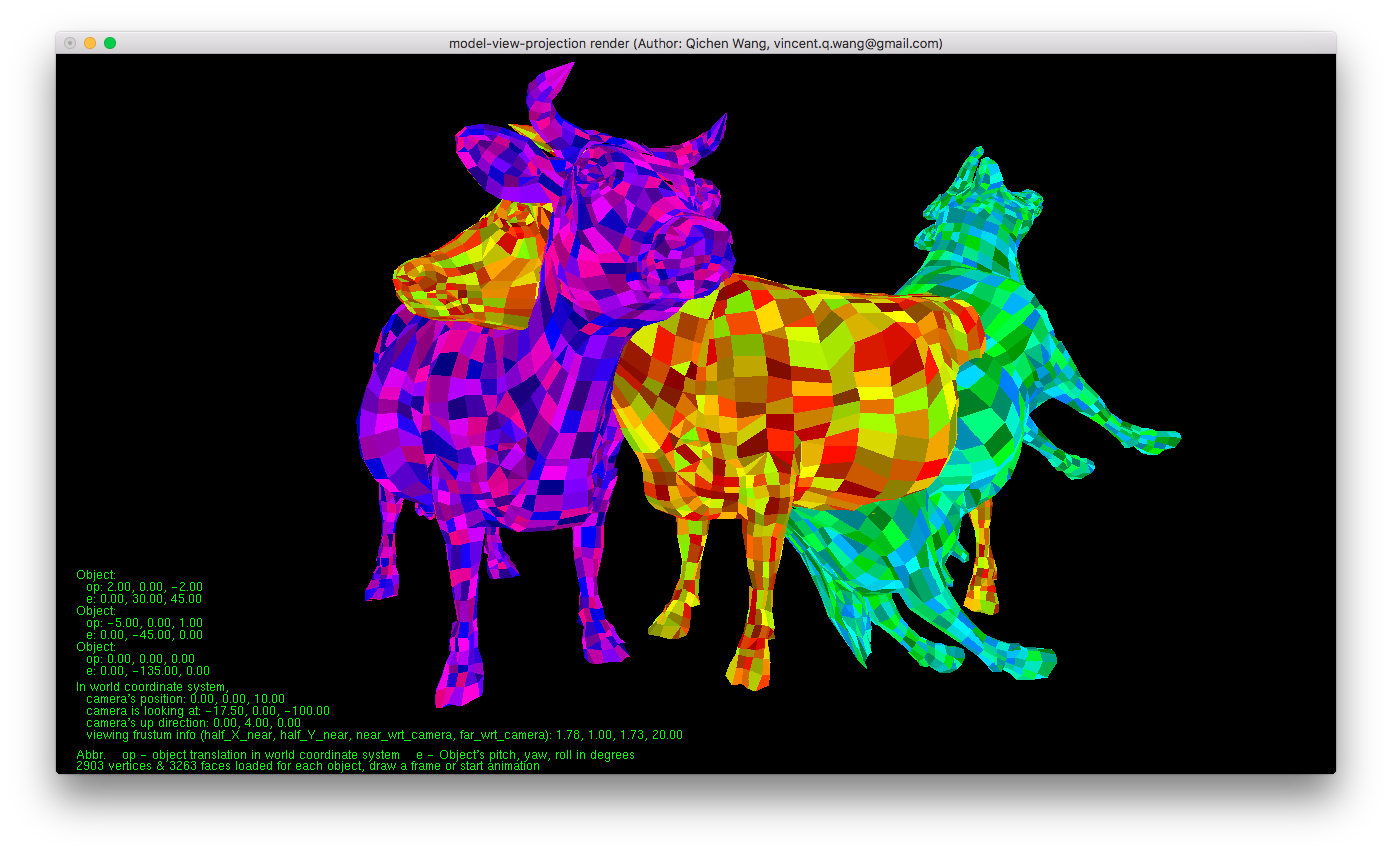 model-view-projection render (Author: Qichen Wang, vincent.q.wang@gmail.com)
Object:
op: 2.00, 0.00, -2.00
e: 0.00, 30.00, 45.00
Object:
op: -5.00, 0.00, 1.00
e: 0.00, -45.00, 0.00
Object:
op: 0.00, 0.00, 0.00
e: 0.00, -135.00, 0.00
In world coordinate system,
camera's position: 0.00, 0.00, 10.00
camera is looking at: -17.50, 0.00, -100.00
camera's up direction: 0.00, 4.00, 0.00
viewing frustum info (half_X_near, half_Y_near, near_wrt_camera, far_wrt_camera): 1.78, 1.00, 1.73, 20.00
Abbr. op - object translation in world coordinate system e - Object's pitch, yaw, roll in degrees
2903 vertices & 3263 faces loaded for each object, draw a frame or start animation